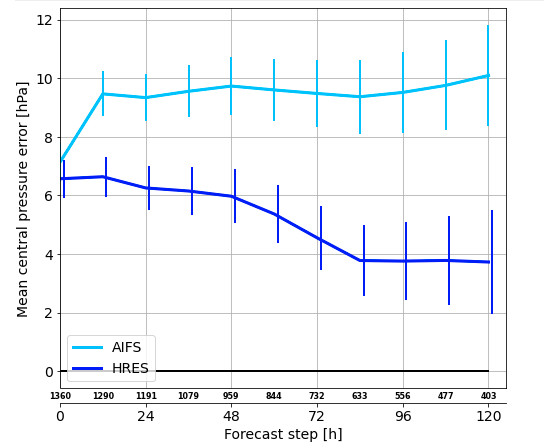 12
10
8
6
4
2
0
Mean central pressure error [hPa]
AIFS
HRES
1360 1290 1191 1079 959 844 732 633 556 477 403
0 24 48 72 96 120
Forecast step [h]